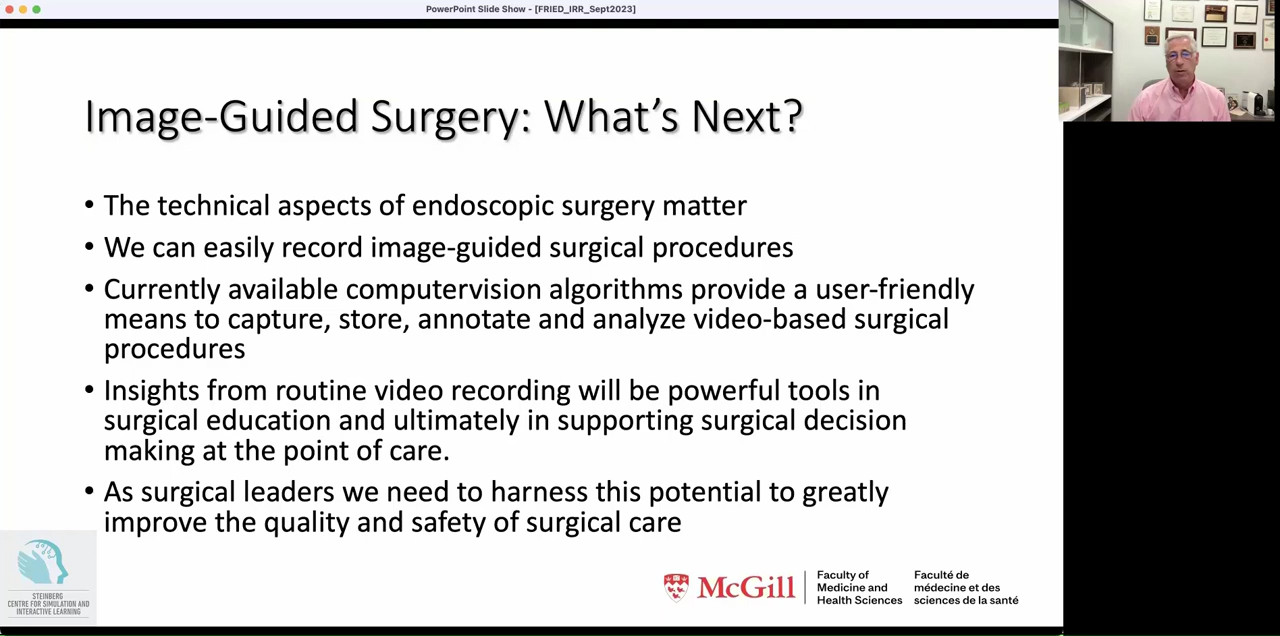 PowerPoint Slide Show - [FRIED_IRR_Sept2023]
Image-Guided Surgery: What's Next?
• The technical aspects of endoscopic surgery matter
• We can easily record image-guided surgical procedures
• Currently available computervision algorithms provide a user-friendly
means to capture, store, annotate and analyze video-based surgical
procedures
• Insights from routine video recording will be powerful tools in
surgical education and ultimately in supporting surgical decision
making at the point of care.
• As surgical leaders we need to harness this potential to greatly
improve the quality and safety of surgical care
STEINBERG
CENTRE FOR SIMULATION AND
INTERACTIVE LEARNING
McGill
Faculty of
Medicine and
Health Sciences
Faculté de
médecine et des
sciences de la santé